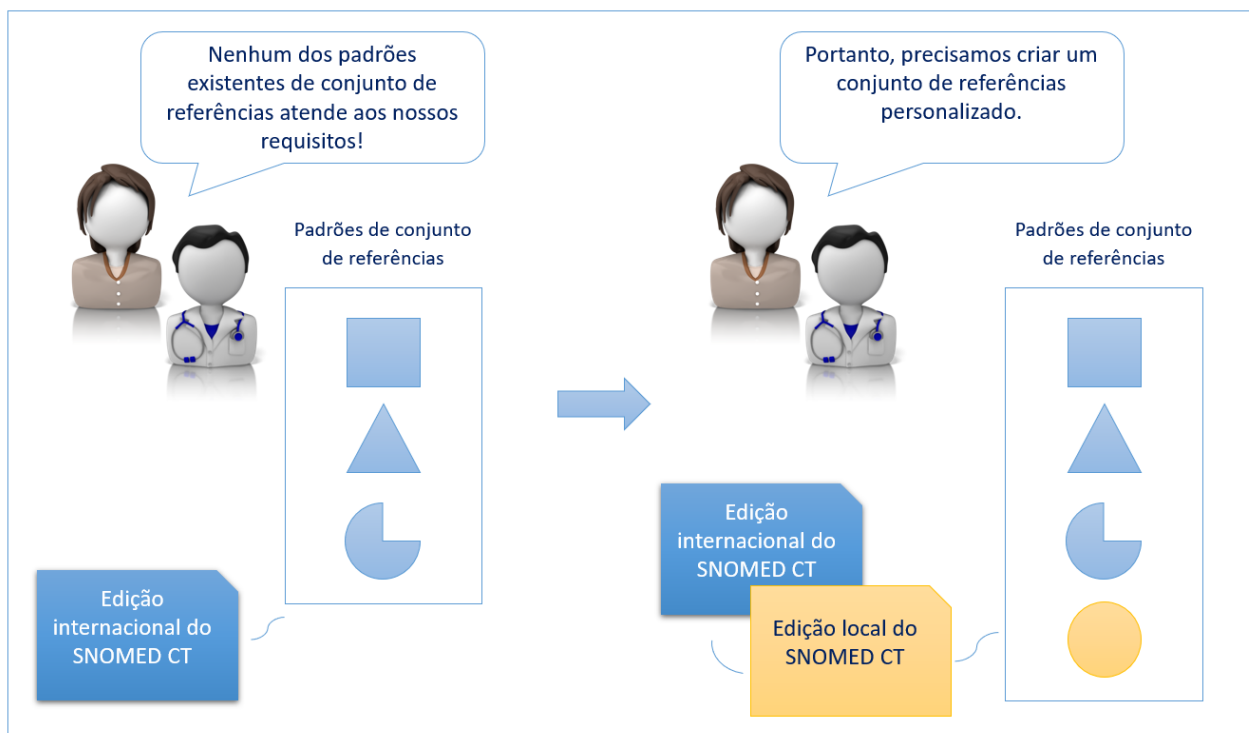 Nenhum dos padrões
existentes de conjunto de
referências atende aos nossos
requisitos!
Padrões de conjunto
de referências
Edição
internacional do
SNOMED CT
Portanto, precisamos criar um
conjunto de referências
personalizado.
Padrões de conjunto
de referências
Edição
internacional do
SNOMED CT
Edição local do
SNOMED CT